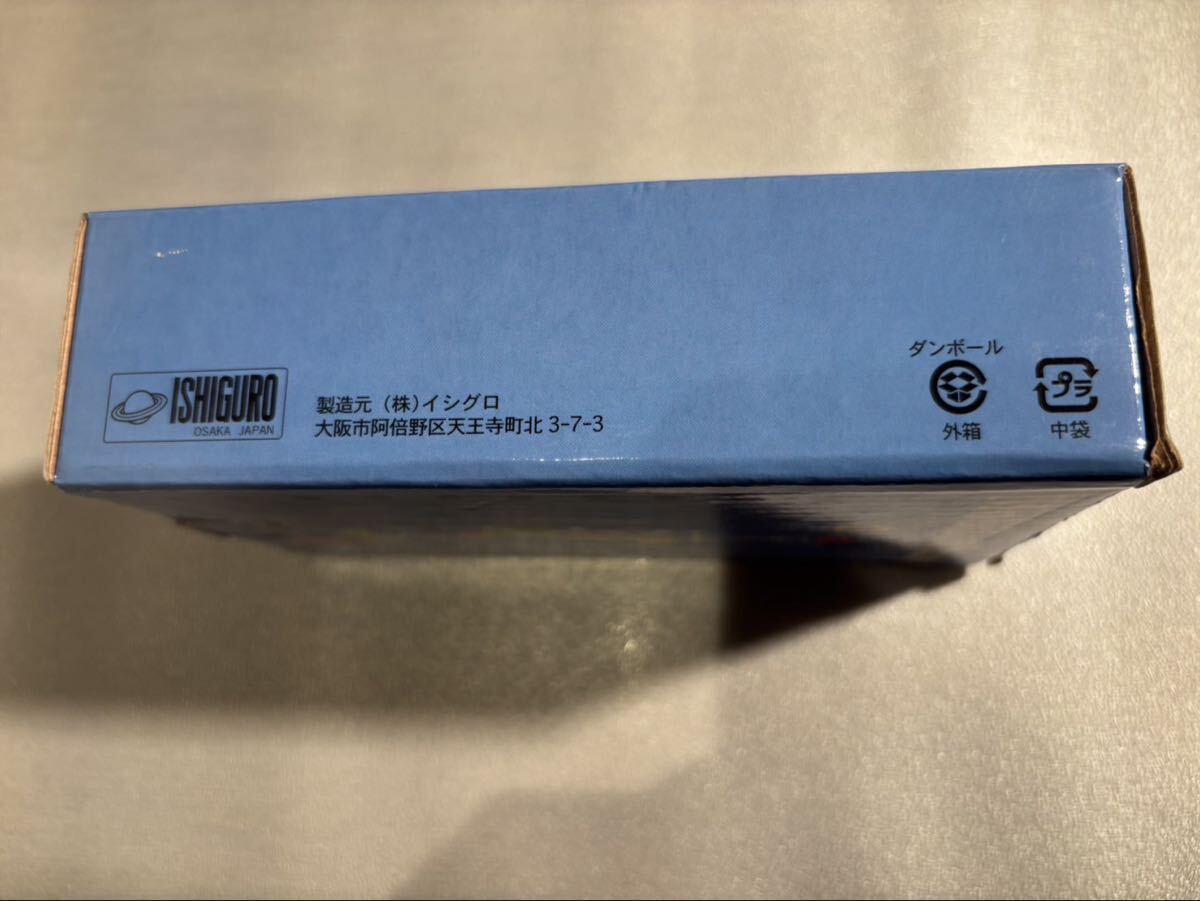 ISHIGURO
OSAKA JAPAN
製造元 (株)イシグロ
大阪市阿倍野区天王寺町北 3-7-3
ダンボール
外箱
プラ
中袋